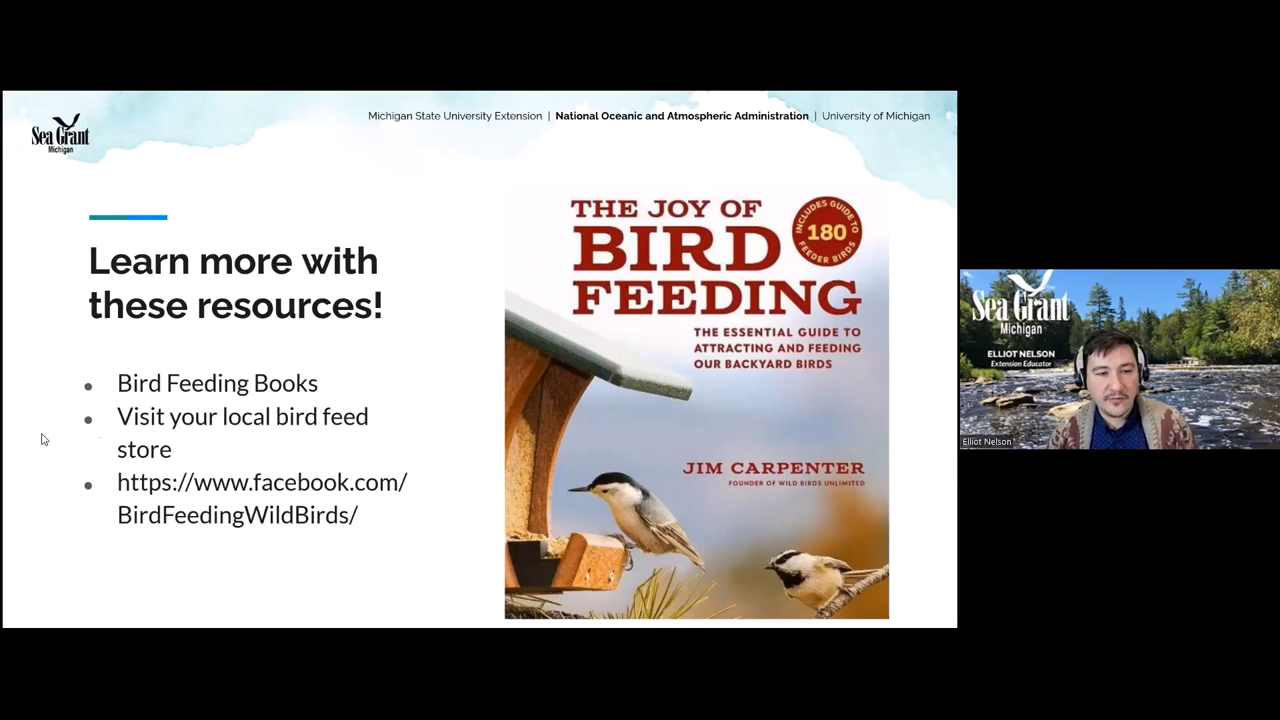 Sea Grant
Michigan
Michigan State University Extension | National Oceanic and Atmospheric Administration | University of Michigan
Learn more with
these resources!
• Bird Feeding Books
• Visit your local bird feed
store
• https://www.facebook.com/
BirdFeedingWildBirds/
THE JOY OF
BIRD
FEEDING
INCLUDES GUIDE TO
180
FEEDER BIRDS
THE ESSENTIAL GUIDE TO
ATTRACTING AND FEEDING
OUR BACKYARD BIRDS
JIM CARPENTER
FOUNDER OF WILD BIRDS UNLIMITED
Sea Grant
Michigan
ELLIOT NELSON
Extension Educator
Elliot Nelson